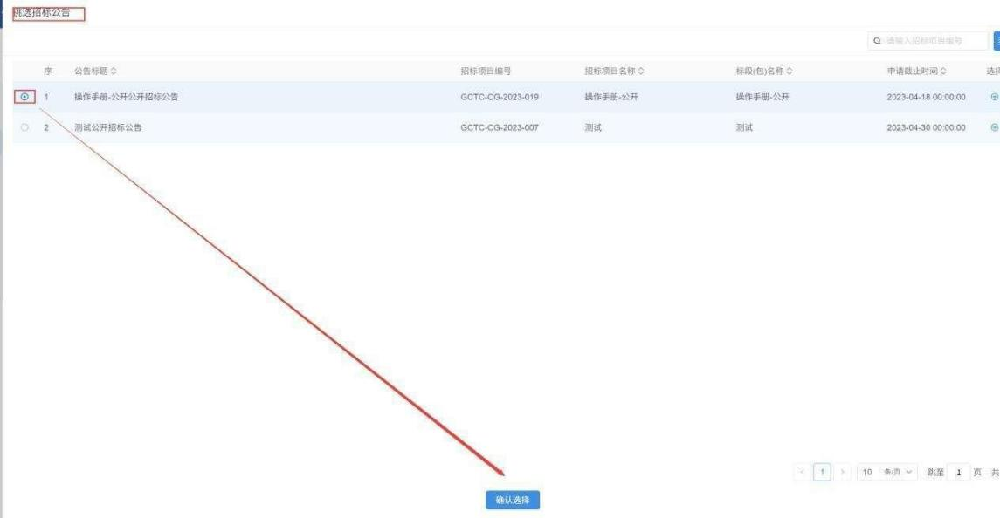 挑选招标公告
请输入招标项目编号
序 公告标题 招标项目编号 招标项目名称 标段(包)名称 申请截止时间 选择
1 操作手册-公开公开招标公告 GCTC-CG-2023-019 操作手册-公开 操作手册-公开 2023-04-18 00:00:00
2 测试公开招标公告 GCTC-CG-2023-007 测试 测试 2023-04-30 00:00:00
1 10 条/页 跳至 1 页 共
确认选择